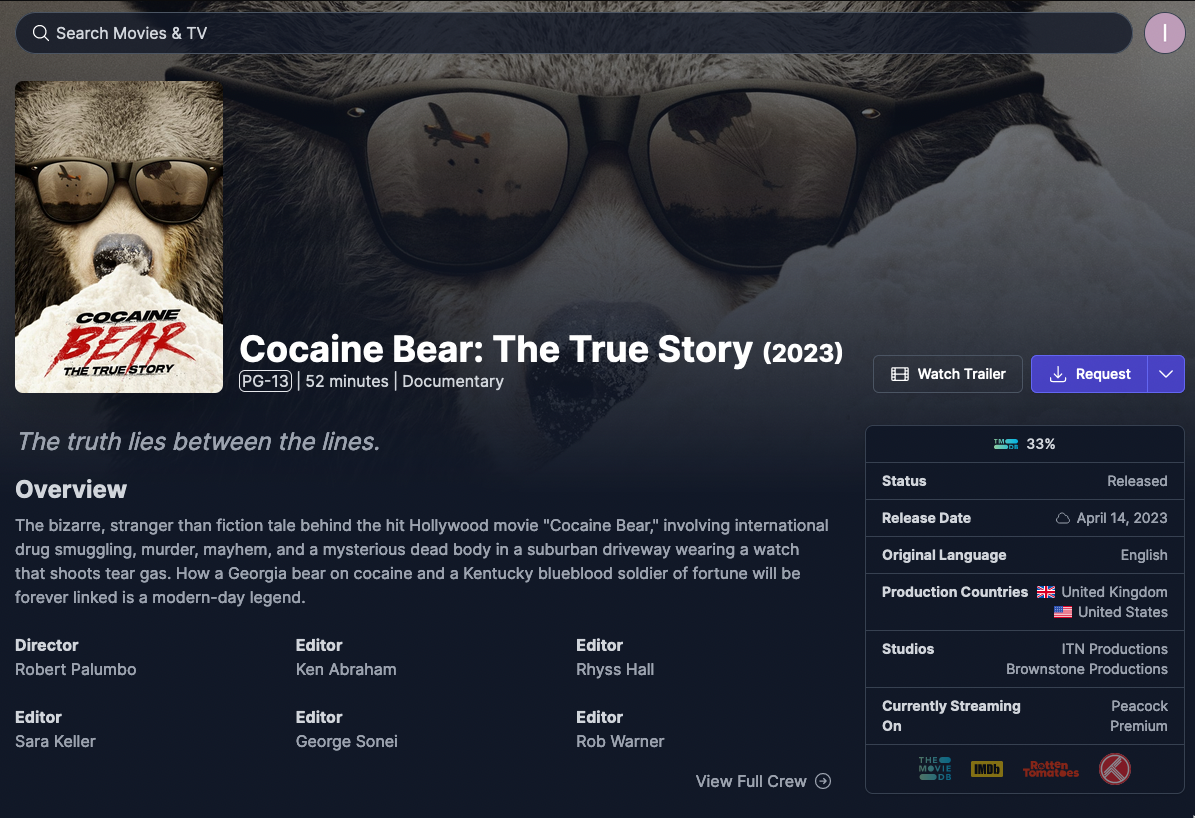 Search Movies & TV
I
COCAINE
BEAR
THE TRUE STORY
Cocaine Bear: The True Story (2023)
PG-13 | 52 minutes | Documentary
Watch Trailer
Request
The truth lies between the lines.
Overview
The bizarre, stranger than fiction tale behind the hit Hollywood movie "Cocaine Bear," involving international
drug smuggling, murder, mayhem, and a mysterious dead body in a suburban driveway wearing a watch
that shoots tear gas. How a Georgia bear on cocaine and a Kentucky blueblood soldier of fortune will be
forever linked is a modern-day legend.
Director
Robert Palumbo
Editor
Ken Abraham
Editor
Rhyss Hall
Editor
Sara Keller
Editor
George Sonei
Editor
Rob Warner
View Full Crew
TMDB 33%
Status Released
Release Date April 14, 2023
Original Language English
Production Countries United Kingdom
United States
Studios ITN Productions
Brownstone Productions
Currently Streaming Peacock
On Premium
THE
MOVIE
DB
IMDb
Rotten
Tomatoes